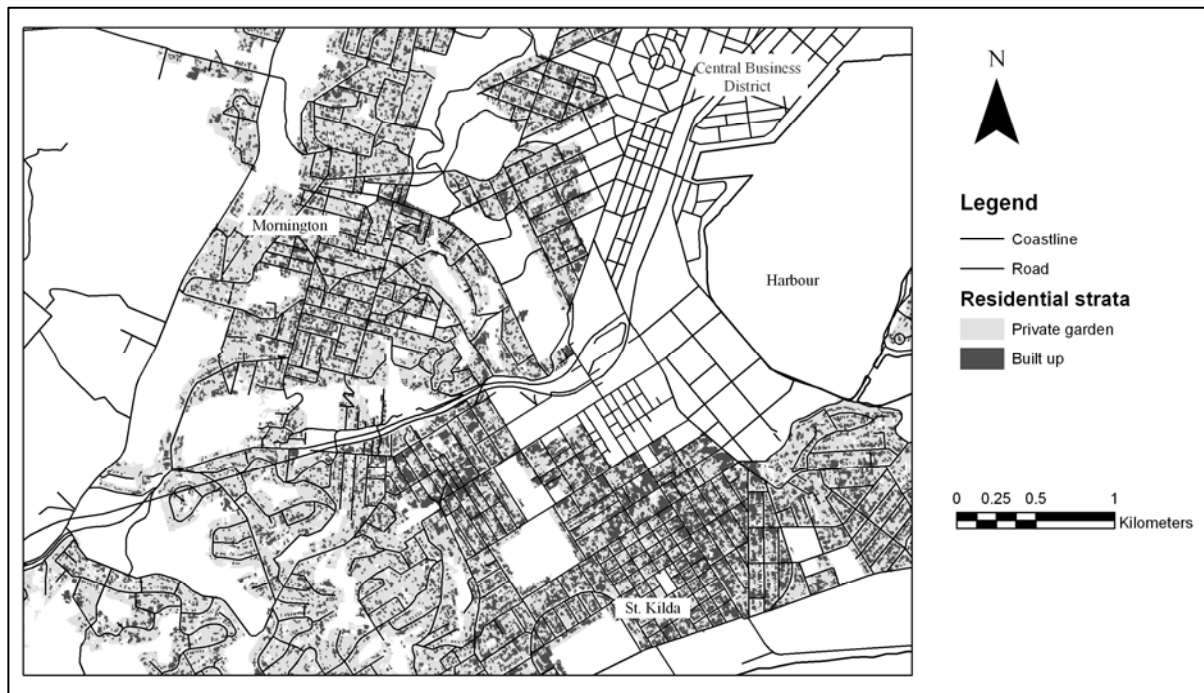 Central Business
District
Mornington
Harbour
St. Kilda
N
Legend
Coastline
Road
Residential strata
Private garden
Built up
0 0.25 0.5 1
Kilometers